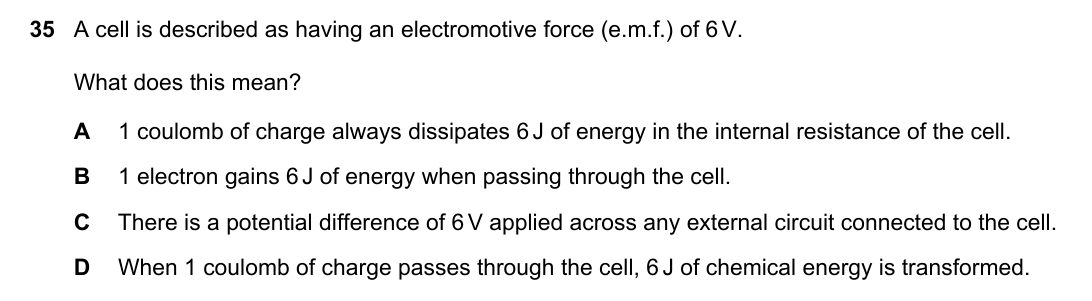 35 A cell is described as having an electromotive force (e.m.f.) of 6 V.
What does this mean?
A 1 coulomb of charge always dissipates 6 J of energy in the internal resistance of the cell.
B 1 electron gains 6 J of energy when passing through the cell.
C There is a potential difference of 6 V applied across any external circuit connected to the cell.
D When 1 coulomb of charge passes through the cell, 6 J of chemical energy is transformed.